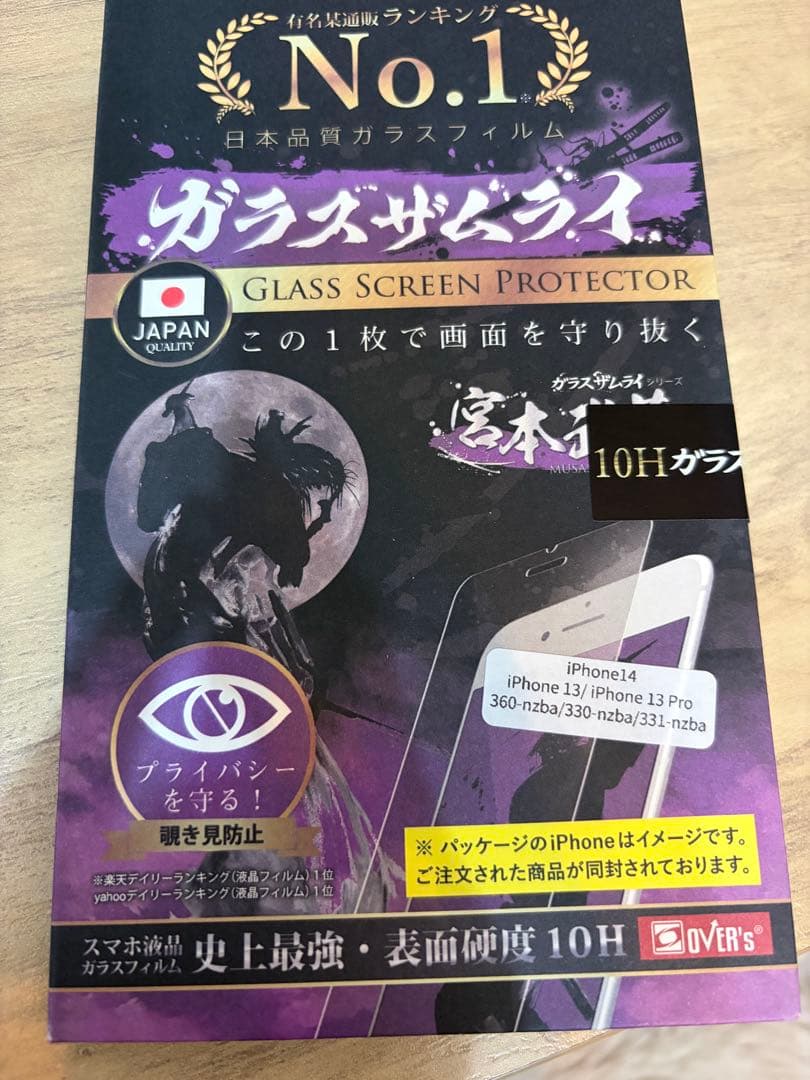 有名某通販ランキング
No.1※
日本品質ガラスフィルム
ガラスザムライ
JAPAN
QUALITY
GLASS SCREEN PROTECTOR
この1枚で画面を守り抜く
ガラスザムライシリーズ
宮本
10Hガラス
iPhone14
iPhone 13/ iPhone 13 Pro
360-nzba/330-nzba/331-nzba
プライバシー
を守る！
覗き見防止
※ パッケージのiPhoneはイメージです。
ご注文された商品が同封されております。
※楽天デイリーランキング(液晶フィルム)1位
yahooデイリーランキング(液晶フィルム)1位
スマホ液晶
ガラスフィルム
史上最強・表面硬度10H
OVER's®